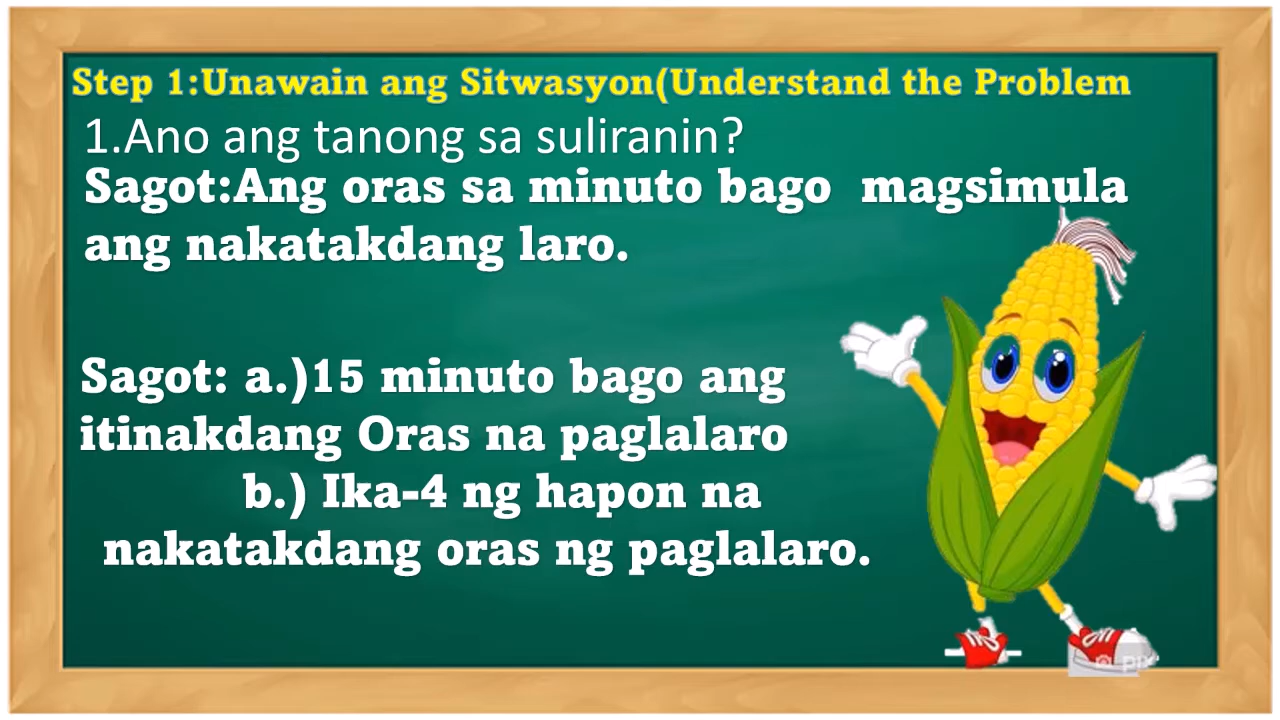 Step 1:Unawain ang Sitwasyon(Understand the Problem
1.Ano ang tanong sa suliranin?
Sagot:Ang oras sa minuto bago  magsimula
ang nakatakdang laro.
Sagot: a.)15 minuto bago ang
itinakdang Oras na paglalaro
b.) Ika-4 ng hapon na
nakatakdang oras ng paglalaro.